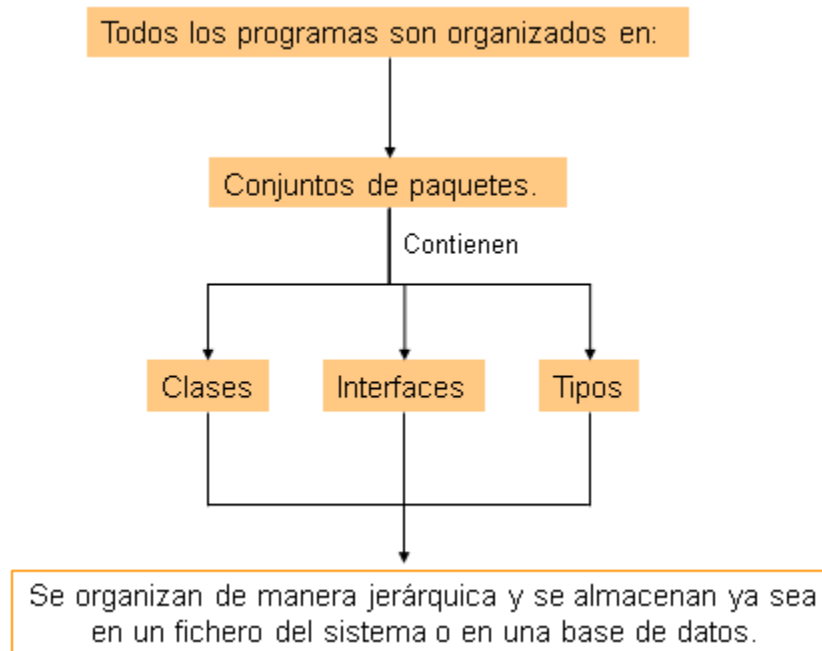 Todos los programas son organizados en:
Conjuntos de paquetes.
Contienen
Clases
Interfaces
Tipos
Se organizan de manera jerárquica y se almacenan ya sea
en un fichero del sistema o en una base de datos.